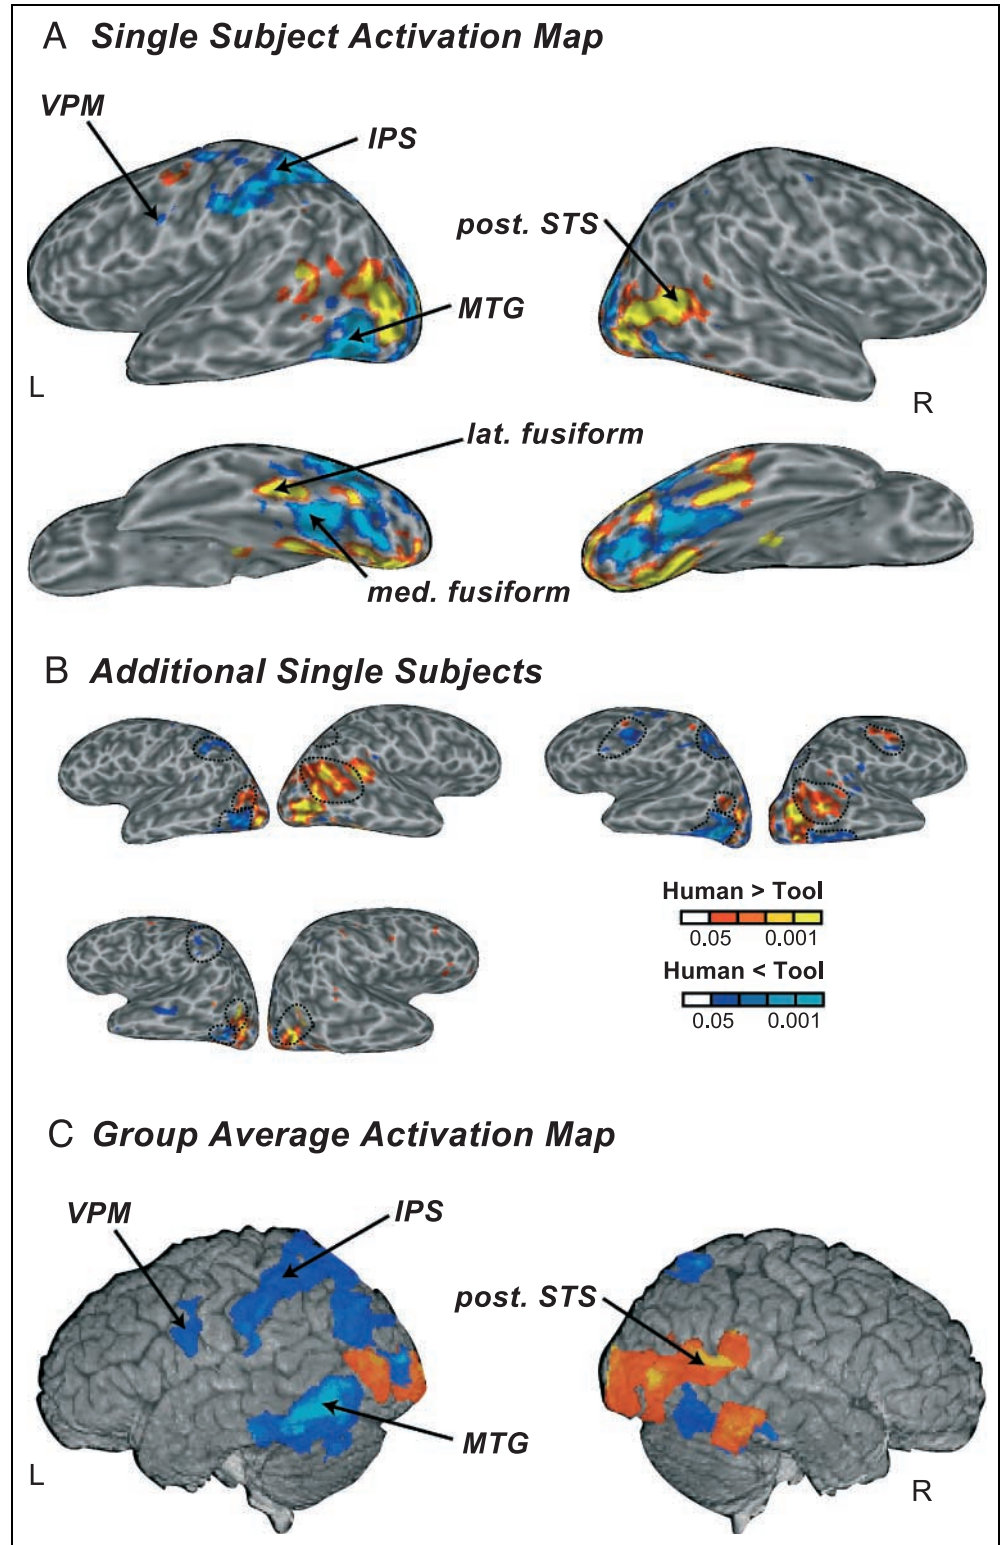 A Single Subject Activation Map
VPM
IPS
post. STS
MTG
L
R
lat. fusiform
med. fusiform
B Additional Single Subjects
Human > Tool
0.05 0.001
Human < Tool
0.05 0.001
C Group Average Activation Map
VPM
IPS
post. STS
MTG
L
R